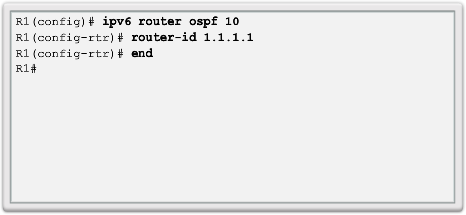 R1(config)# ipv6 router ospf 10
R1(config-rtr)# router-id 1.1.1.1
R1(config-rtr)# end
R1#